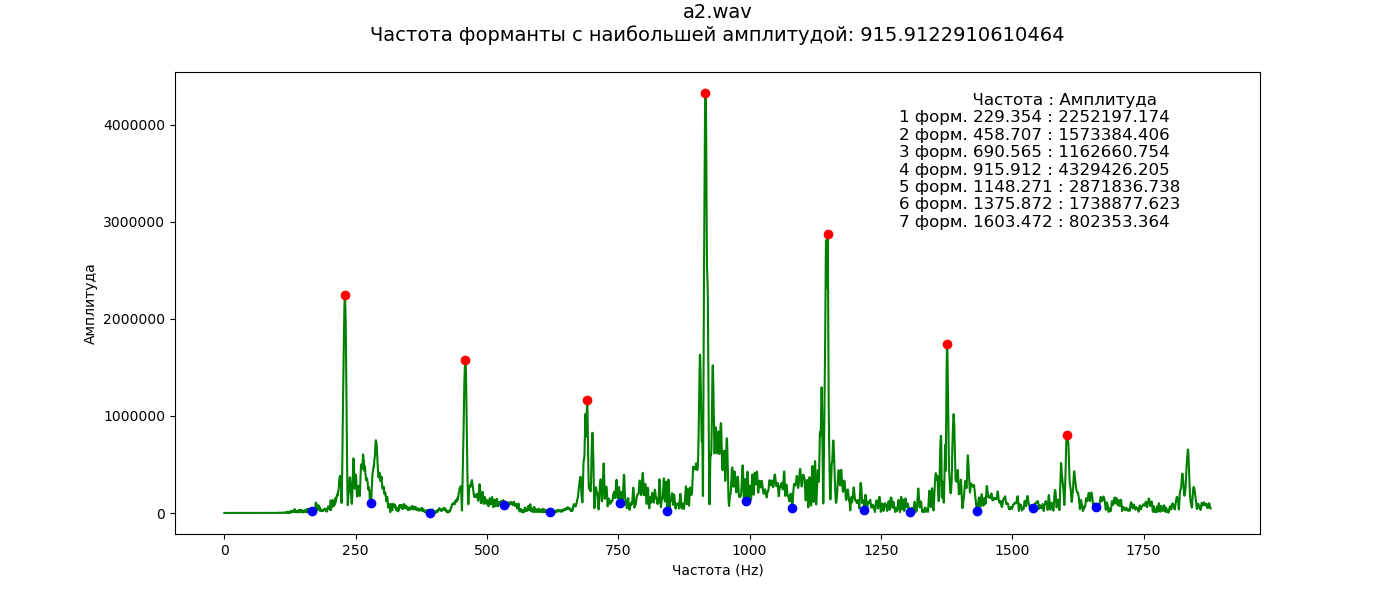 a2.wav
Частота форманты с наибольшей амплитудой: 915.9122910610464
Частота : Амплитуда
1 форм. 229.354 : 2252197.174
2 форм. 458.707 : 1573384.406
3 форм. 690.565 : 1162660.754
4 форм. 915.912 : 4329426.205
5 форм. 1148.271 : 2871836.738
6 форм. 1375.872 : 1738877.623
7 форм. 1603.472 : 802353.364
4000000
3000000
2000000
1000000
0
Амплитуда
0 250 500 750 1000 1250 1500 1750
Частота (Hz)